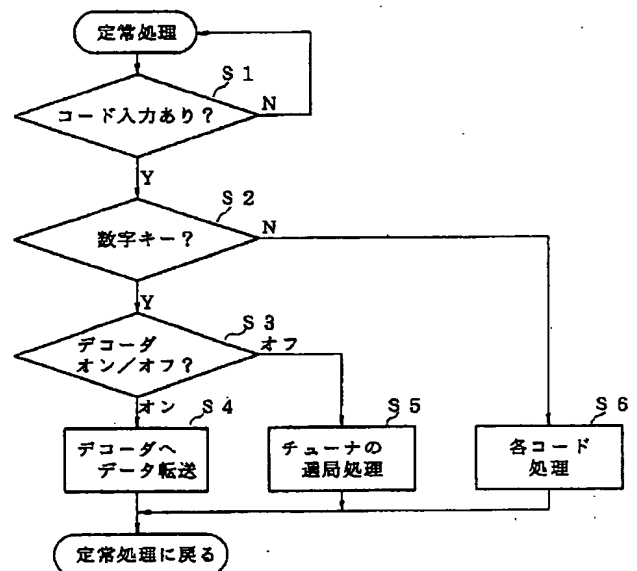 定常処理
S1
コード入力あり?
N
Y
S2
数字キー?
N
Y
S3
デコーダ
オン/オフ?
オフ
オン
S4
S5
S6
デコーダへ
データ転送
チューナの
選局処理
各コード
処理
定常処理に戻る